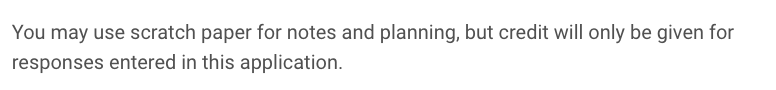 You may use scratch paper for notes and planning, but credit will only be given for
responses entered in this application.